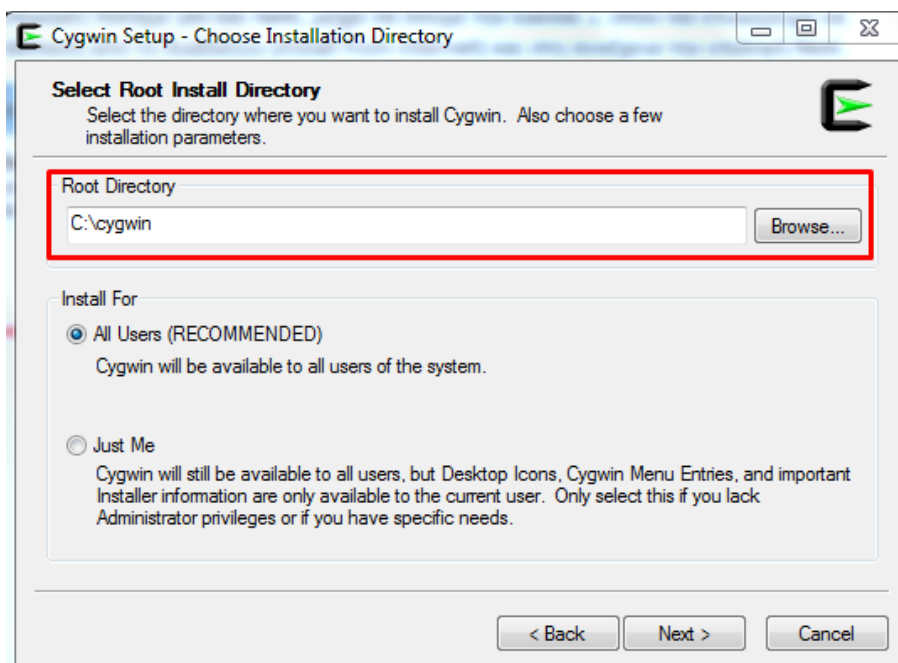 Cygwin Setup - Choose Installation Directory
Select Root Install Directory
Select the directory where you want to install Cygwin. Also choose a few
installation parameters.
Root Directory
C:\cygwin
Browse...
Install For
All Users (RECOMMENDED)
Cygwin will be available to all users of the system.
Just Me
Cygwin will still be available to all users, but Desktop Icons, Cygwin Menu Entries, and important
Installer information are only available to the current user. Only select this if you lack
Administrator privileges or if you have specific needs.
< Back
Next >
Cancel